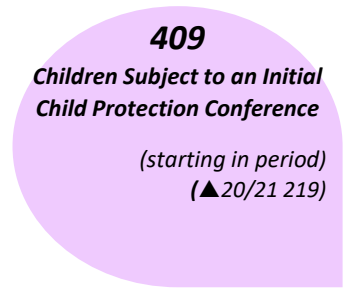 409
Children Subject to an Initial
Child Protection Conference
(starting in period)
(▲20/21 219)